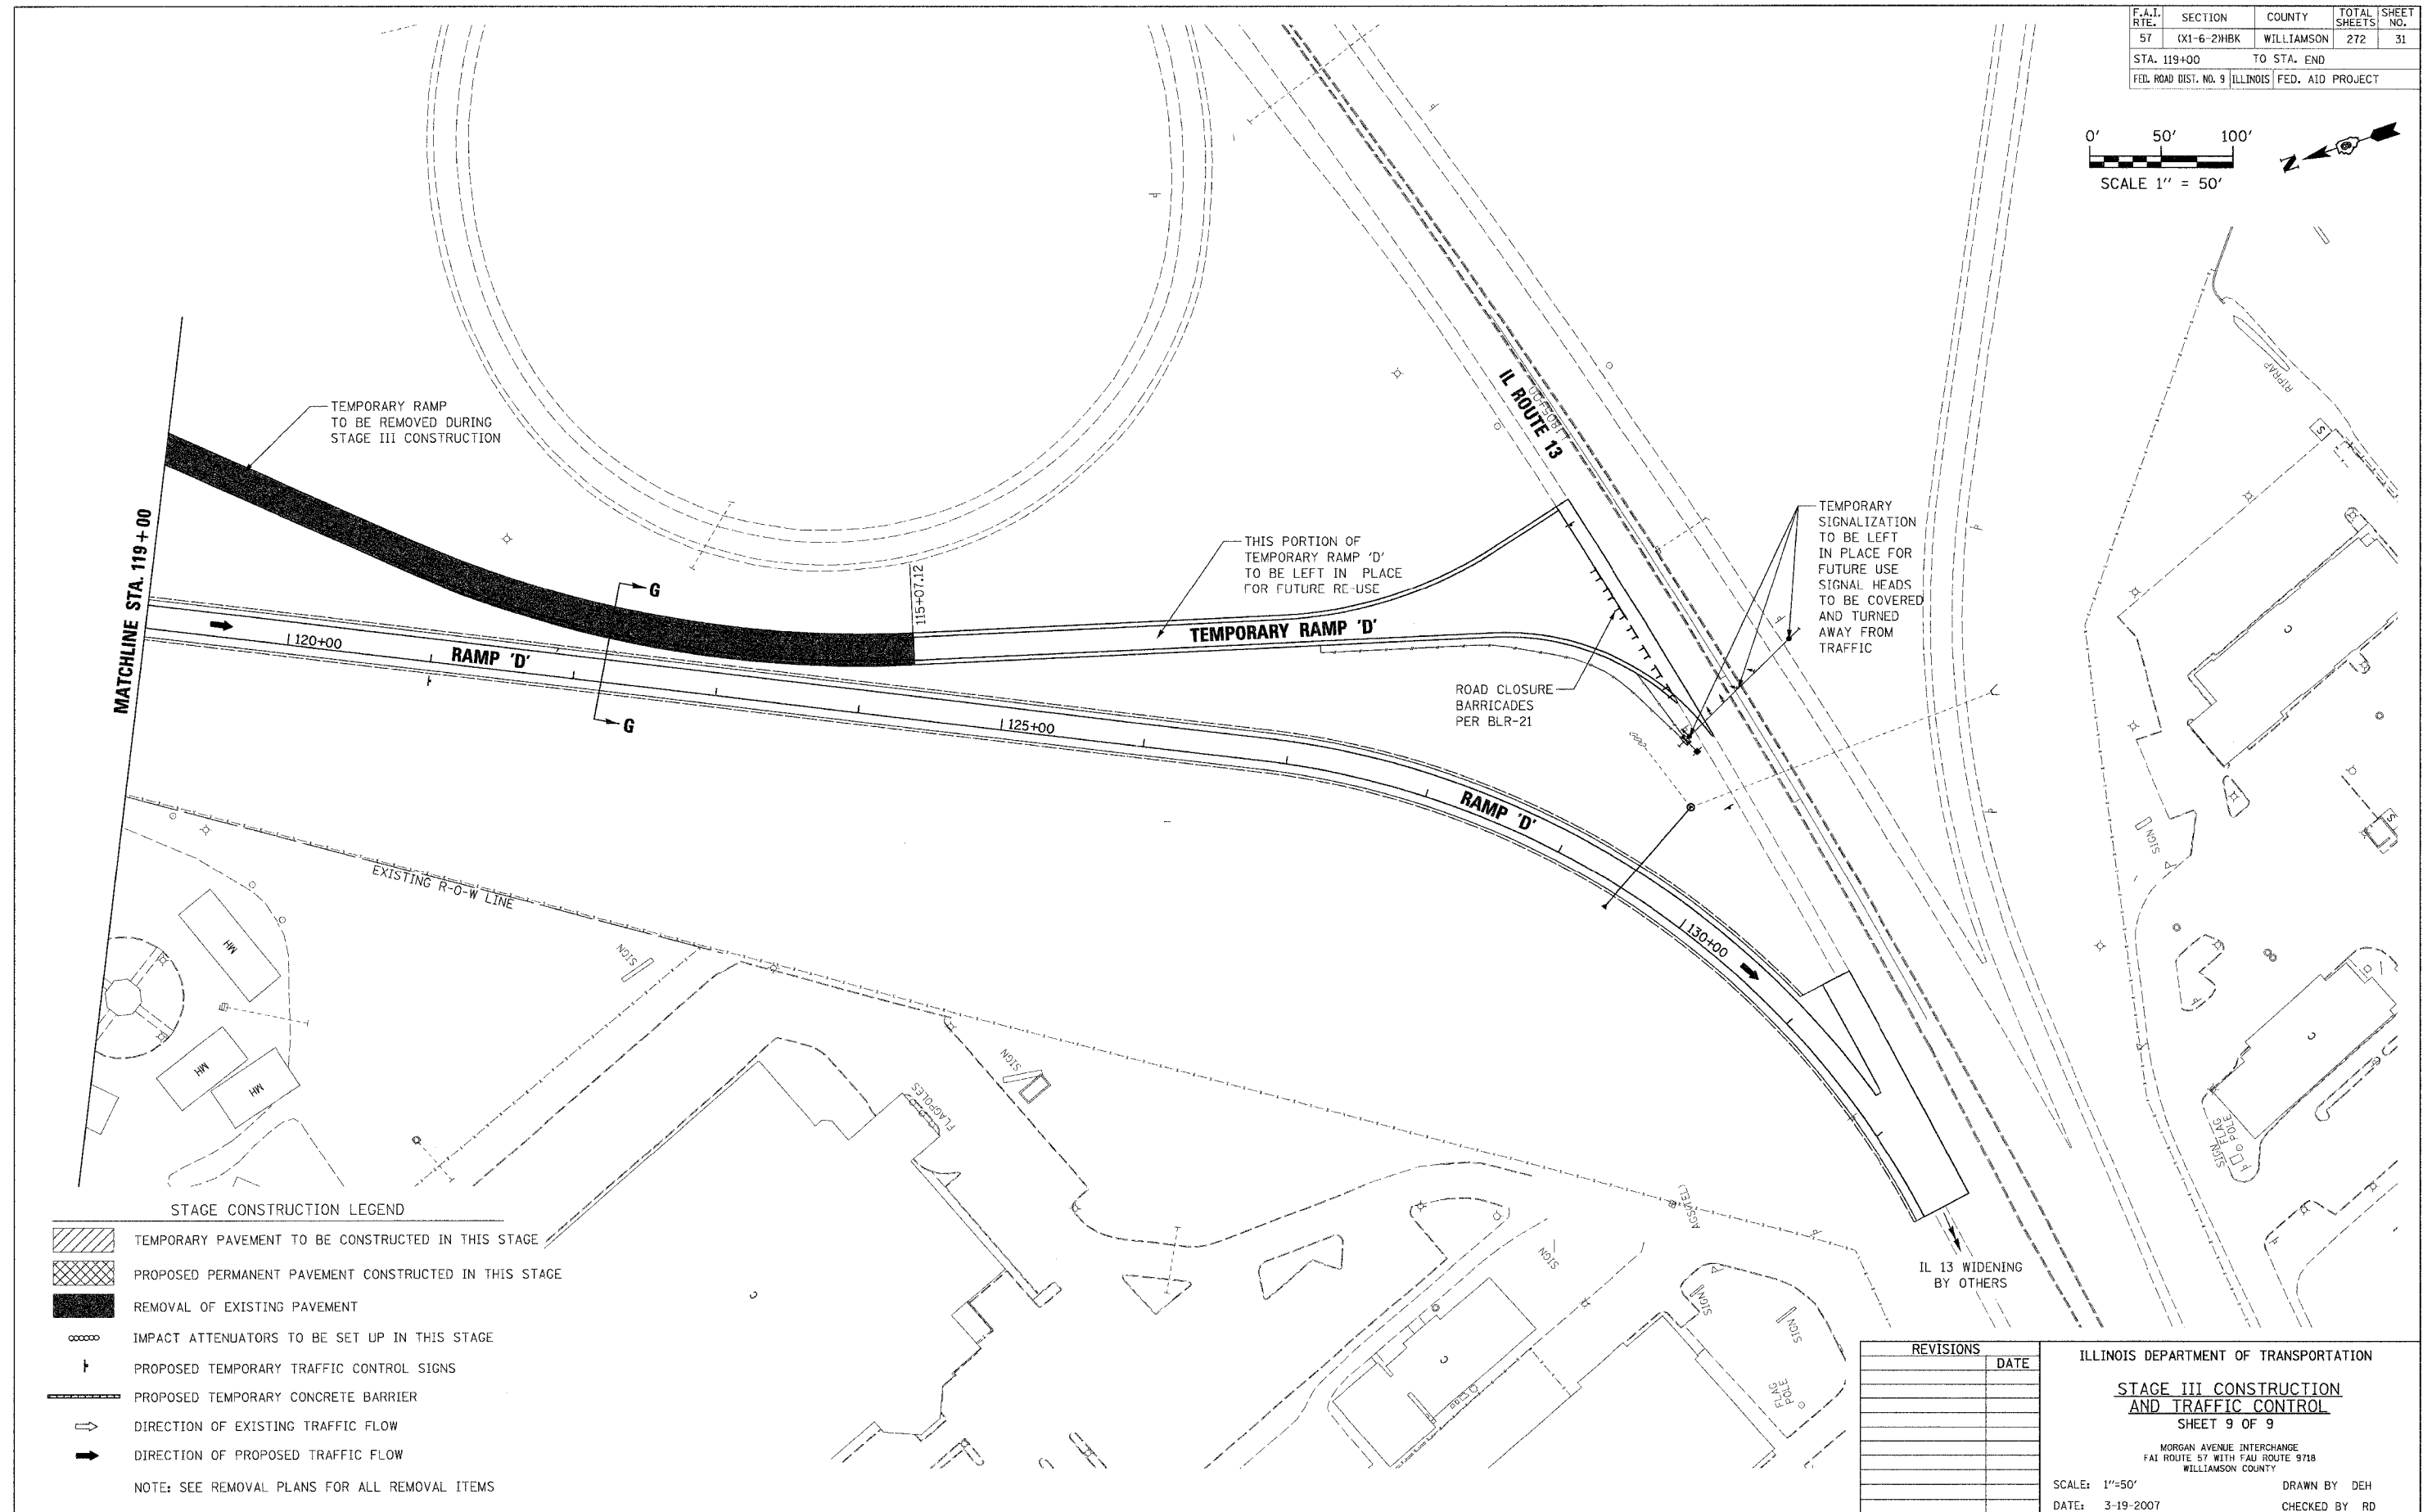 F.A.I. RTE. SECTION COUNTY TOTAL SHEETS SHEET NO.
57 (X1-6-2)HBK WILLIAMSON 272 31
STA. 119+00 TO STA. END
FED. ROAD DIST. NO. 9 ILLINOIS FED. AID PROJECT
0' 50' 100'
SCALE 1" = 50'
N
TEMPORARY RAMP
TO BE REMOVED DURING
STAGE III CONSTRUCTION
MATCHLINE STA. 119+00
IL ROUTE 13
RIPRAP
S
THIS PORTION OF
TEMPORARY RAMP 'D'
TO BE LEFT IN PLACE
FOR FUTURE RE-USE
TEMPORARY
SIGNALIZATION
TO BE LEFT
IN PLACE FOR
FUTURE USE
SIGNAL HEADS
TO BE COVERED
AND TURNED
AWAY FROM
TRAFFIC
G
G
115+07.12
TEMPORARY RAMP 'D'
120+00
RAMP 'D'
125+00
ROAD CLOSURE
BARRICADES
PER BLR-21
RAMP 'D'
130+00
EXISTING R-O-W LINE
MH
MH
MH
SIGN
SIGN
FLAGPOLES
SIGN
S
AGS(TEL)
SIGN
SIGN
SIGN
FLAG
POLE
SIGN
FLAG
POLE
C
C
C
C
IL 13 WIDENING
BY OTHERS
STAGE CONSTRUCTION LEGEND
TEMPORARY PAVEMENT TO BE CONSTRUCTED IN THIS STAGE
PROPOSED PERMANENT PAVEMENT CONSTRUCTED IN THIS STAGE
REMOVAL OF EXISTING PAVEMENT
IMPACT ATTENUATORS TO BE SET UP IN THIS STAGE
PROPOSED TEMPORARY TRAFFIC CONTROL SIGNS
PROPOSED TEMPORARY CONCRETE BARRIER
DIRECTION OF EXISTING TRAFFIC FLOW
DIRECTION OF PROPOSED TRAFFIC FLOW
NOTE: SEE REMOVAL PLANS FOR ALL REMOVAL ITEMS
REVISIONS
DATE
ILLINOIS DEPARTMENT OF TRANSPORTATION
STAGE III CONSTRUCTION
AND TRAFFIC CONTROL
SHEET 9 OF 9
MORGAN AVENUE INTERCHANGE
FAI ROUTE 57 WITH FAU ROUTE 9718
WILLIAMSON COUNTY
SCALE: 1"=50' DRAWN BY DEH
DATE: 3-19-2007 CHECKED BY RD